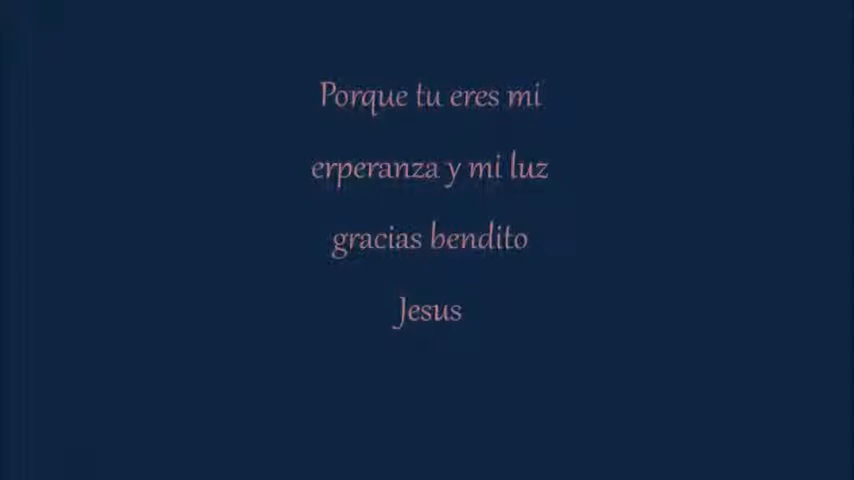 Porque tu eres mi
erperanza y mi luz
gracias bendito
Jesus